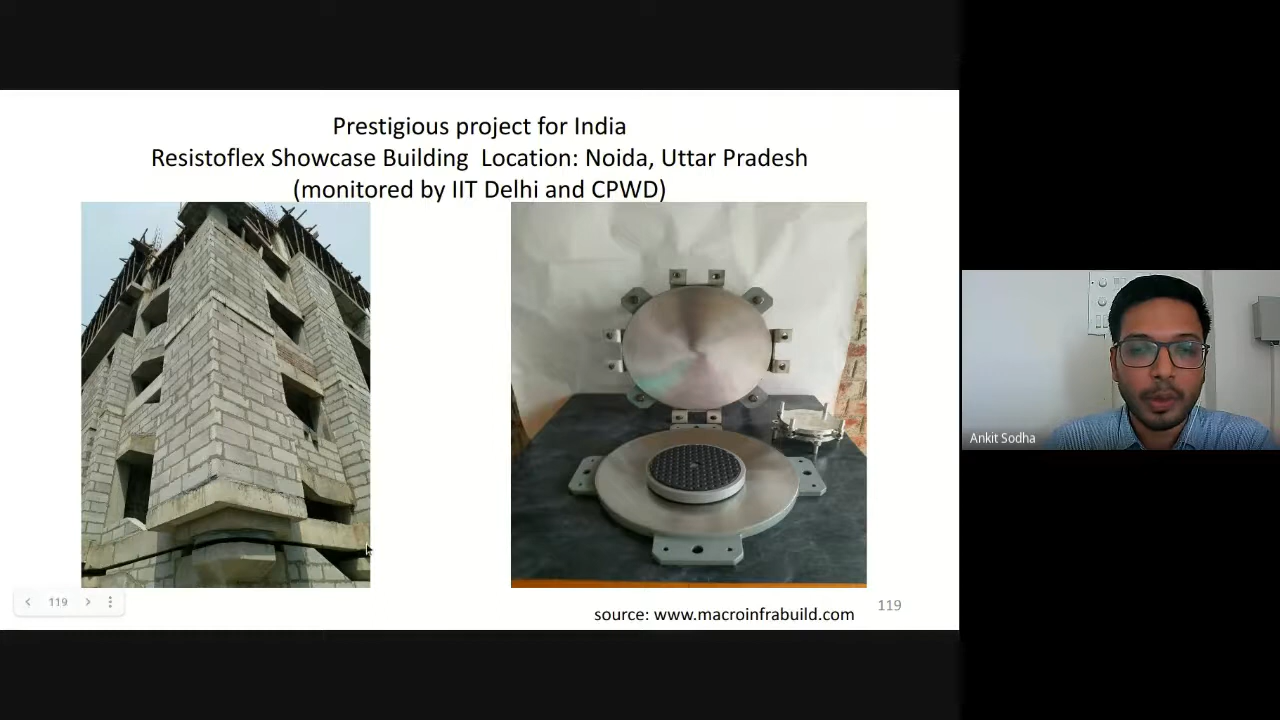 Prestigious project for India
Resistoflex Showcase Building Location: Noida, Uttar Pradesh
(monitored by IIT Delhi and CPWD)
Ankit Sodha
119
source: www.macroinfrabuild.com
119